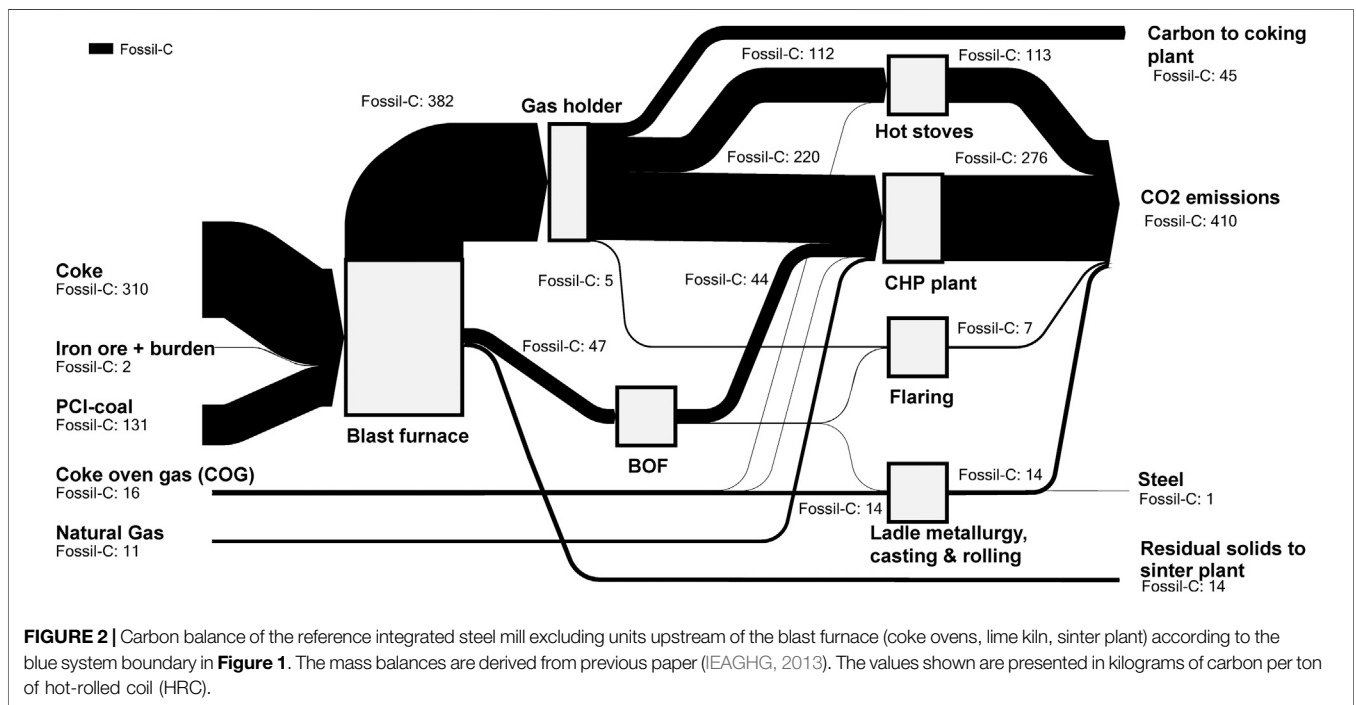 Fossil-C
Carbon to coking
plant
Fossil-C: 45
Fossil-C: 112
Fossil-C: 113
Fossil-C: 382
Gas holder
Hot stoves
Fossil-C: 220
Fossil-C: 276
CO2 emissions
Fossil-C: 410
Coke
Fossil-C: 310
Fossil-C: 5
Fossil-C: 44
CHP plant
Iron ore + burden
Fossil-C: 2
Fossil-C: 47
Fossil-C: 7
PCI-coal
Fossil-C: 131
Blast furnace
Flaring
BOF
Coke oven gas (COG)
Fossil-C: 16
Fossil-C: 14
Fossil-C: 14
Steel
Fossil-C: 1
Natural Gas
Fossil-C: 11
Ladle metallurgy,
casting & rolling
Residual solids to
sinter plant
Fossil-C: 14
FIGURE 2 | Carbon balance of the reference integrated steel mill excluding units upstream of the blast furnace (coke ovens, lime kiln, sinter plant) according to the
blue system boundary in Figure 1. The mass balances are derived from previous paper (IEAGHG, 2013). The values shown are presented in kilograms of carbon per ton
of hot-rolled coil (HRC).